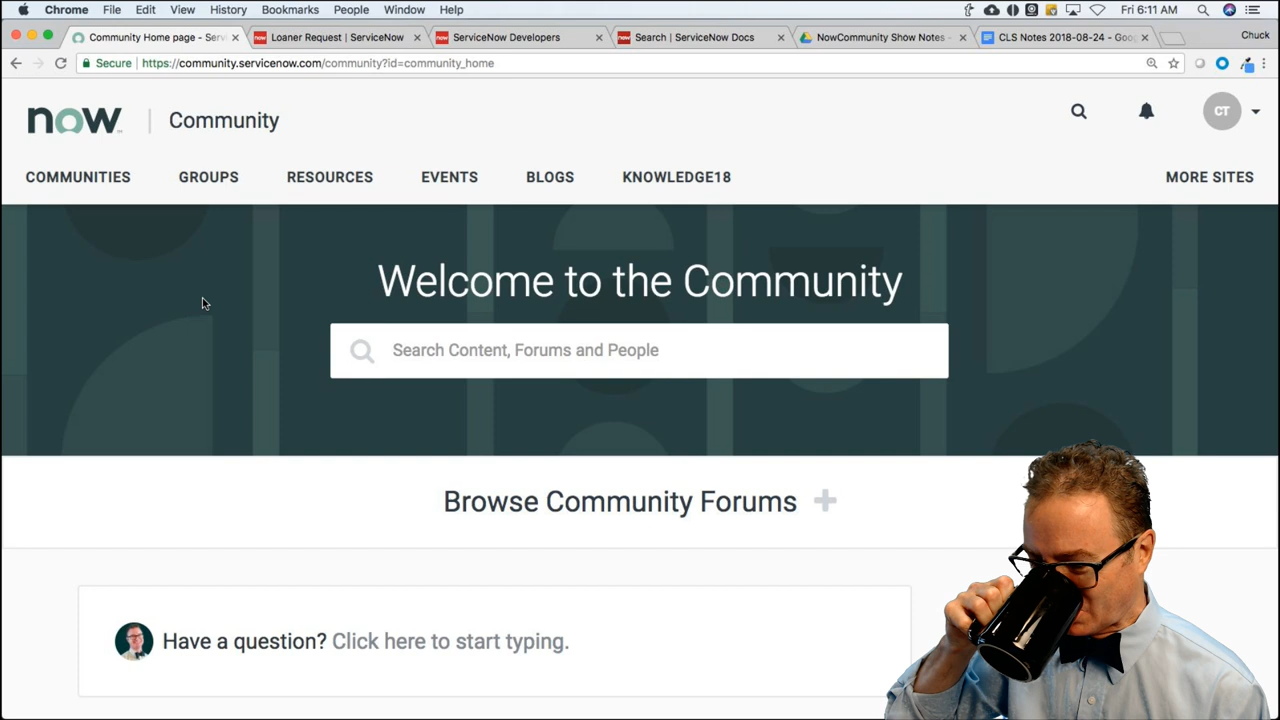 Chrome File Edit View History Bookmarks People Window Help Fri 6:11 AM
Community Home page - Serv Loaner Request | ServiceNow ServiceNow Developers Search | ServiceNow Docs NowCommunity Show Notes - CLS Notes 2018-08-24 - Goo Chuck
Secure https://community.servicenow.com/community?id=community_home
now Community CT
COMMUNITIES GROUPS RESOURCES EVENTS BLOGS KNOWLEDGE18 MORE SITES
Welcome to the Community
Search Content, Forums and People
Browse Community Forums
Have a question? Click here to start typing.